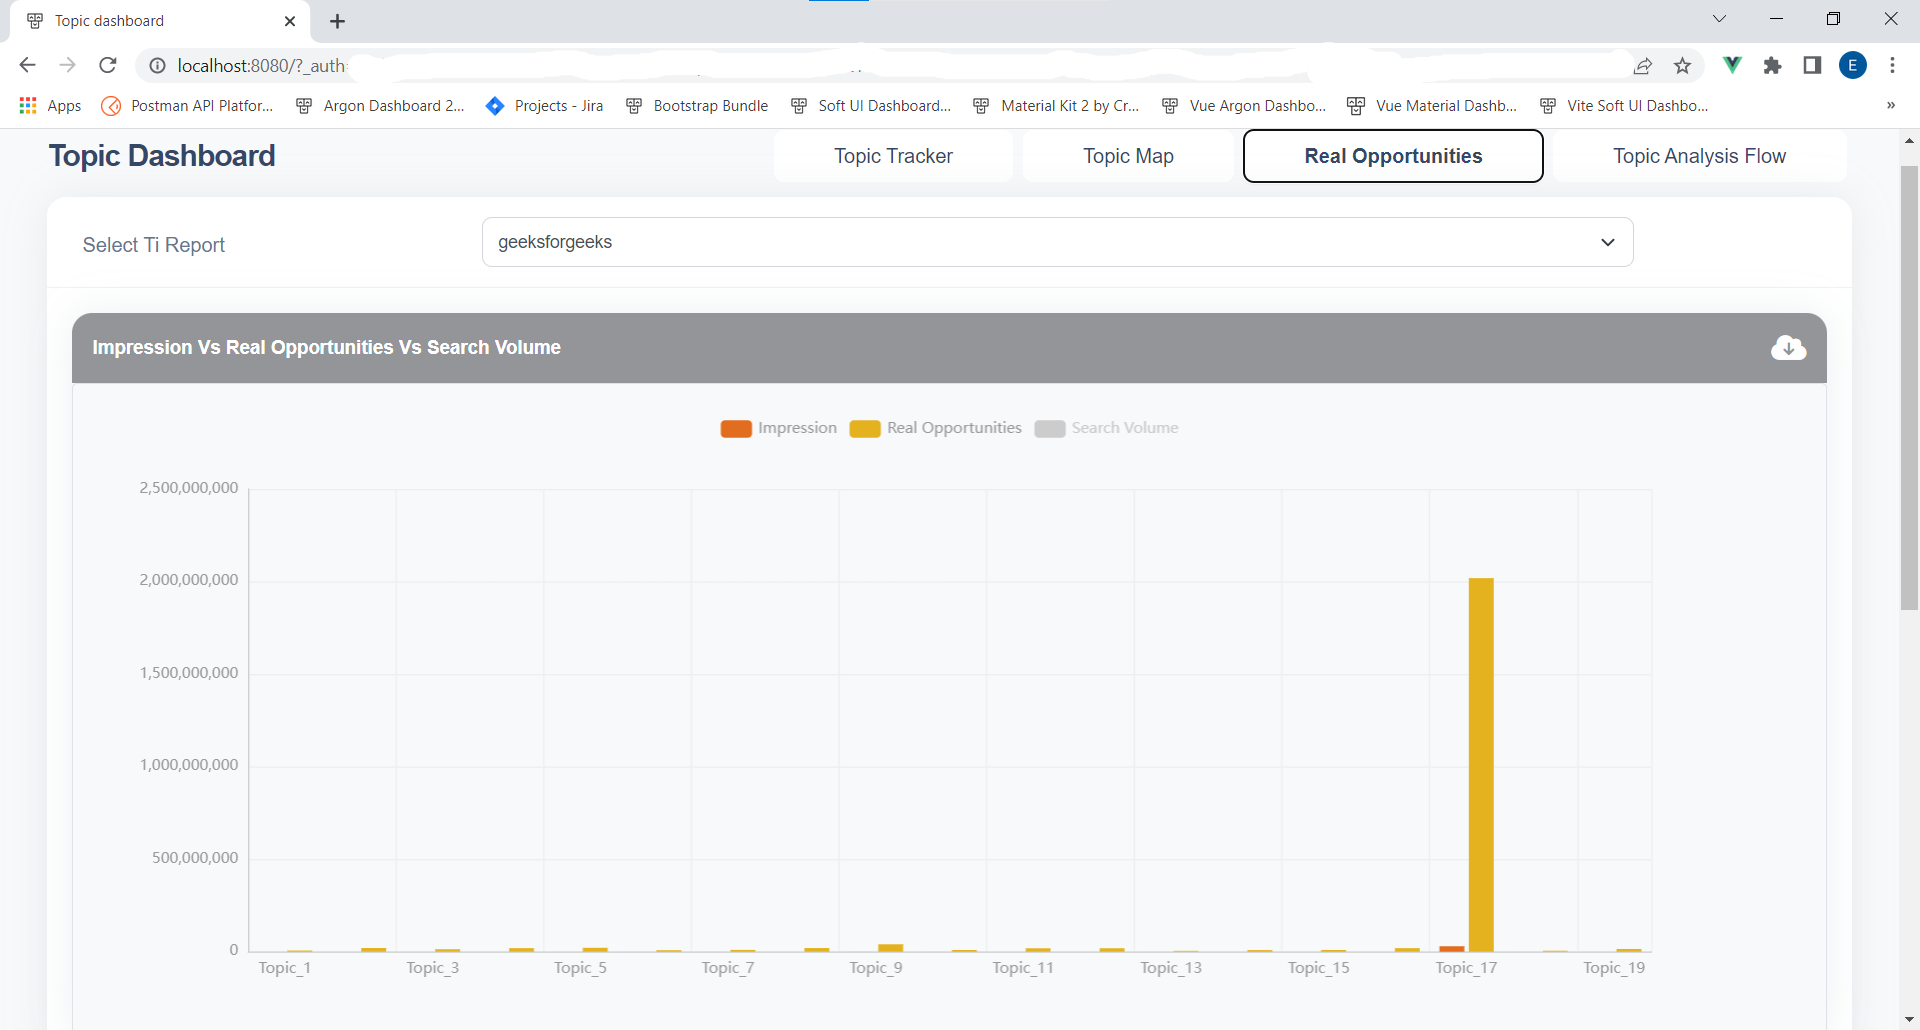 Topic dashboard
localhost:8080/?_auth
E
Apps Postman API Platfor... Argon Dashboard 2... Projects - Jira Bootstrap Bundle Soft UI Dashboard... Material Kit 2 by Cr... Vue Argon Dashbo... Vue Material Dashb... Vite Soft UI Dashbo... »
Topic Dashboard Topic Tracker Topic Map Real Opportunities Topic Analysis Flow
Select Ti Report geeksforgeeks
Impression Vs Real Opportunities Vs Search Volume
Impression Real Opportunities Search Volume
2,500,000,000
2,000,000,000
1,500,000,000
1,000,000,000
500,000,000
0
Topic_1 Topic_3 Topic_5 Topic_7 Topic_9 Topic_11 Topic_13 Topic_15 Topic_17 Topic_19